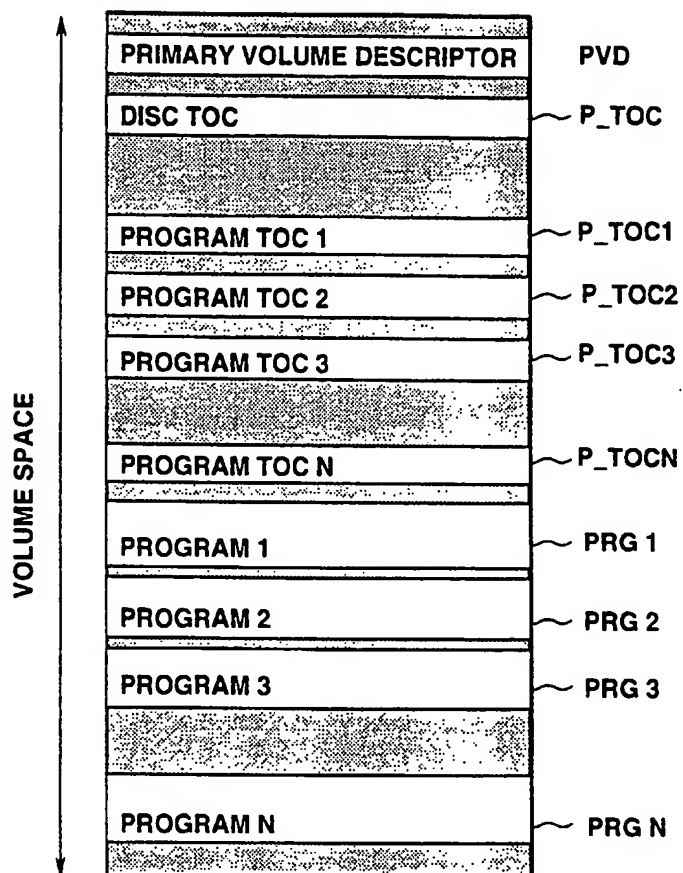 PRIMARY VOLUME DESCRIPTOR PVD
DISC TOC P_TOC
PROGRAM TOC 1 P_TOC1
PROGRAM TOC 2 P_TOC2
PROGRAM TOC 3 P_TOC3
PROGRAM TOC N P_TOCN
PROGRAM 1 PRG 1
PROGRAM 2 PRG 2
PROGRAM 3 PRG 3
PROGRAM N PRG N
VOLUME SPACE